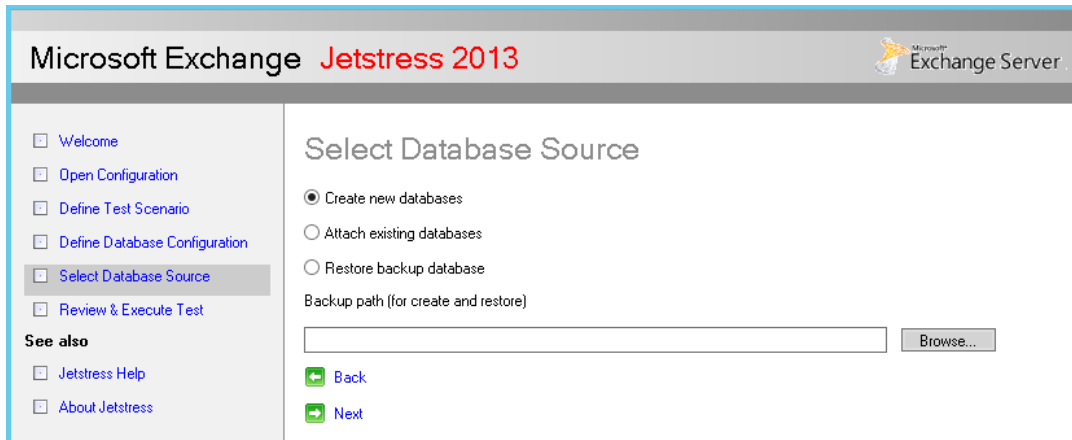 Microsoft Exchange Jetstress 2013
Microsoft
Exchange Server
Welcome
Open Configuration
Define Test Scenario
Define Database Configuration
Select Database Source
Review & Execute Test
See also
Jetstress Help
About Jetstress
Select Database Source
Create new databases
Attach existing databases
Restore backup database
Backup path (for create and restore)
Browse...
Back
Next